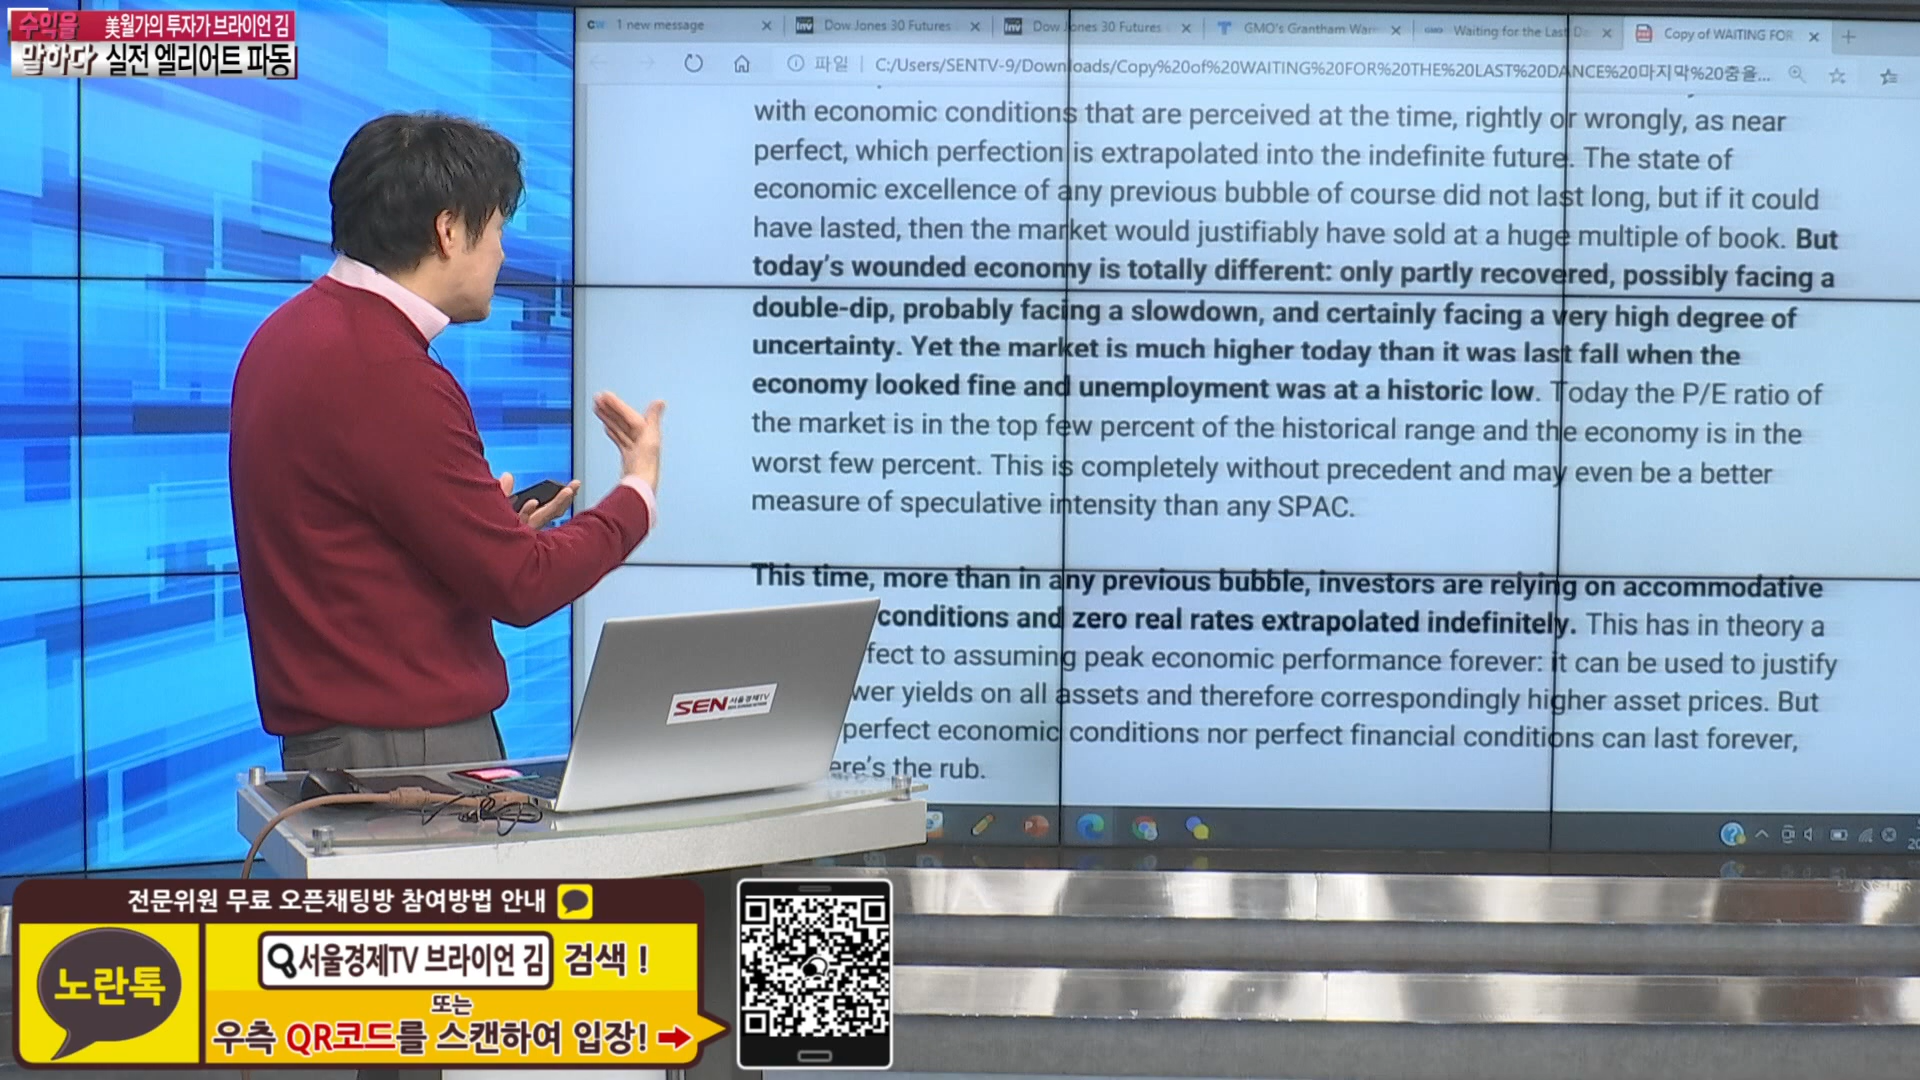 수익을 말하다
美월가의 투자가 브라이언 김
실전 엘리어트 파동
1 new message
Dow Jones 30 Futures
Dow Jones 30 Futures
GMO's Grantham Warn
Waiting for the Last Da
Copy of WAITING FOR
파일 C:/Users/SENTV-9/Downloads/Copy%20of%20WAITING%20FOR%20THE%20LAST%20DANCE%20마지막%20춤을...
with economic conditions that are perceived at the time, rightly or wrongly, as near
perfect, which perfection is extrapolated into the indefinite future. The state of
economic excellence of any previous bubble of course did not last long, but if it could
have lasted, then the market would justifiably have sold at a huge multiple of book. But
today's wounded economy is totally different: only partly recovered, possibly facing a
double-dip, probably facing a slowdown, and certainly facing a very high degree of
uncertainty. Yet the market is much higher today than it was last fall when the
economy looked fine and unemployment was at a historic low. Today the P/E ratio of
the market is in the top few percent of the historical range and the economy is in the
worst few percent. This is completely without precedent and may even be a better
measure of speculative intensity than any SPAC.
This time, more than in any previous bubble, investors are relying on accommodative
conditions and zero real rates extrapolated indefinitely. This has in theory a
fect to assuming peak economic performance forever: it can be used to justify
wer yields on all assets and therefore correspondingly higher asset prices. But
perfect economic conditions nor perfect financial conditions can last forever,
ere's the rub.
SEN 서울경제TV
전문위원 무료 오픈채팅방 참여방법 안내
노란톡
서울경제TV 브라이언 김 검색 !
또는
우측 QR코드를 스캔하여 입장!